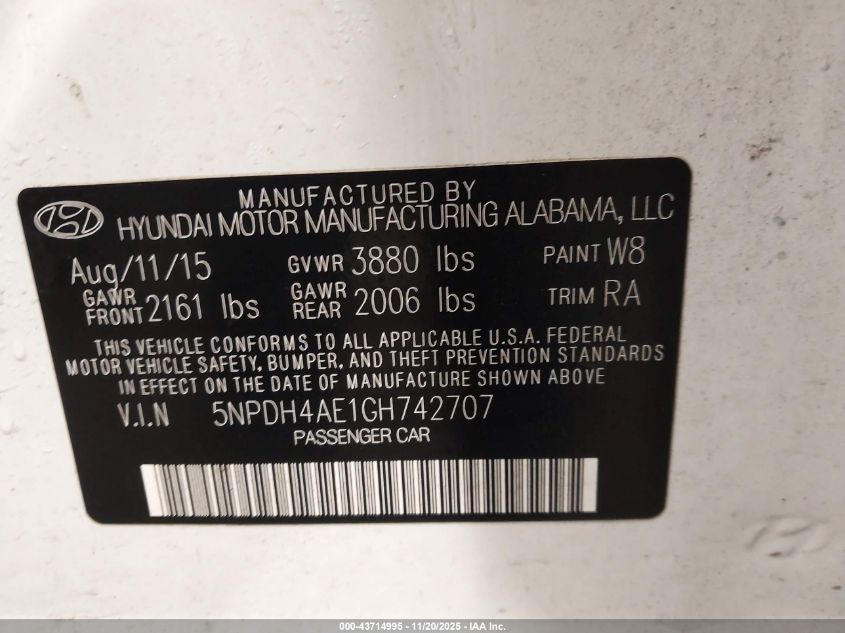 MANUFACTURED BY
HYUNDAI MOTOR MANUFACTURING ALABAMA, LLC
Aug/11/15 GVWR 3880 lbs PAINT W8
GAWR FRONT 2161 lbs GAWR REAR 2006 lbs TRIM RA
THIS VEHICLE CONFORMS TO ALL APPLICABLE U.S.A. FEDERAL
MOTOR VEHICLE SAFETY, BUMPER, AND THEFT PREVENTION STANDARDS
IN EFFECT ON THE DATE OF MANUFACTURE SHOWN ABOVE
V.I.N 5NPDH4AE1GH742707
PASSENGER CAR
000-43714995 - 11/20/2025 - IAA Inc.